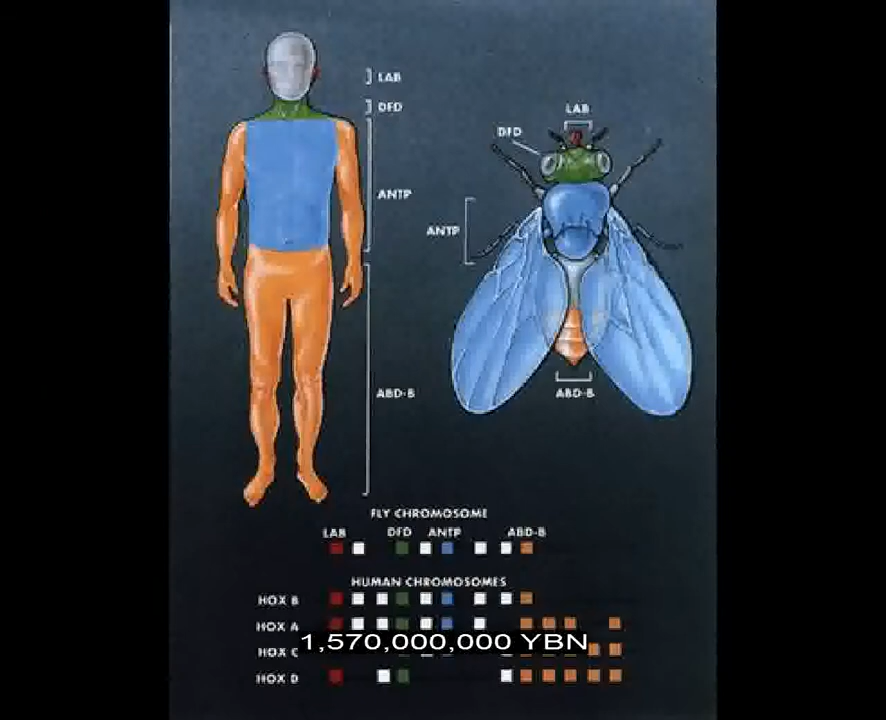 LAB
DFD
ANTP
ABD-B
LAB
DFD
ANTP
ABD-B
FLY CHROMOSOME
LAB DFD ANTP ABD-B
HUMAN CHROMOSOMES
HOX B
HOX A
1,570,000,000 YBN
HOX C
HOX D